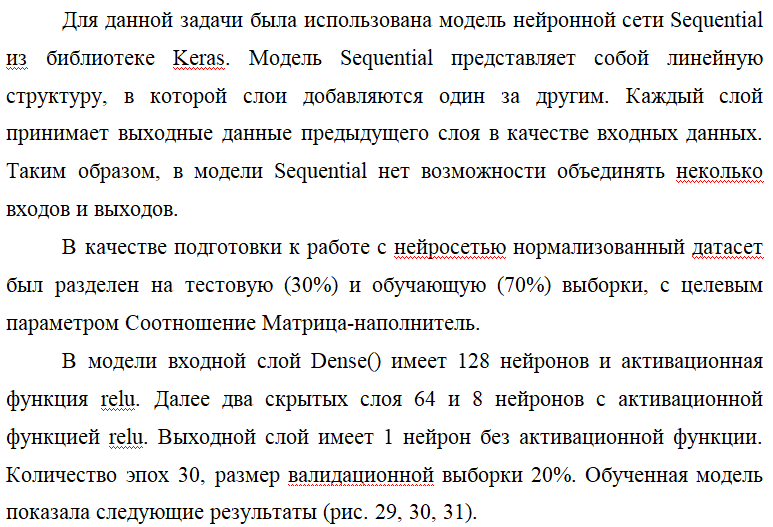 Для данной задачи была использована модель нейронной сети Sequential
из библиотеке Keras. Модель Sequential представляет собой линейную
структуру, в которой слои добавляются один за другим. Каждый слой
принимает выходные данные предыдущего слоя в качестве входных данных.
Таким образом, в модели Sequential нет возможности объединять неколько
входов и выходов.
В качестве подготовки к работе с нейросетью нормализованный датасет
был разделен на тестовую (30%) и обучающую (70%) выборки, с целевым
параметром Соотношение Матрица-наполнитель.
В модели входной слой Dense() имеет 128 нейронов и активационная
функция relu. Далее два скрытых слоя 64 и 8 нейронов с активационной
функцией relu. Выходной слой имеет 1 нейрон без активационной функции.
Количество эпох 30, размер валидационной выборки 20%. Обученная модель
показала следующие результаты (рис. 29, 30, 31).